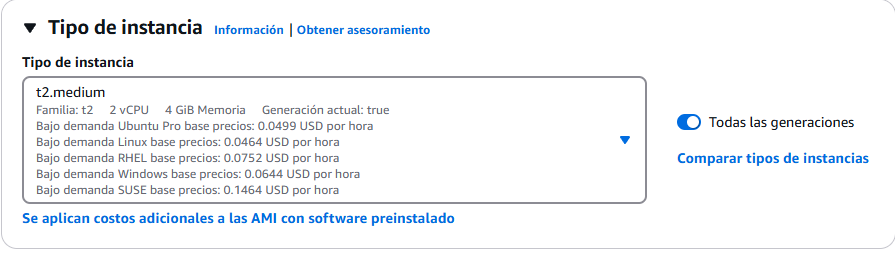 Tipo de instancia Información | Obtener asesoramiento
Tipo de instancia
t2.medium
Familia: t2 2 vCPU 4 GiB Memoria Generación actual: true
Bajo demanda Ubuntu Pro base precios: 0.0499 USD por hora
Bajo demanda Linux base precios: 0.0464 USD por hora
Bajo demanda RHEL base precios: 0.0752 USD por hora
Bajo demanda Windows base precios: 0.0644 USD por hora
Bajo demanda SUSE base precios: 0.1464 USD por hora
Todas las generaciones
Comparar tipos de instancias
Se aplican costos adicionales a las AMI con software preinstalado